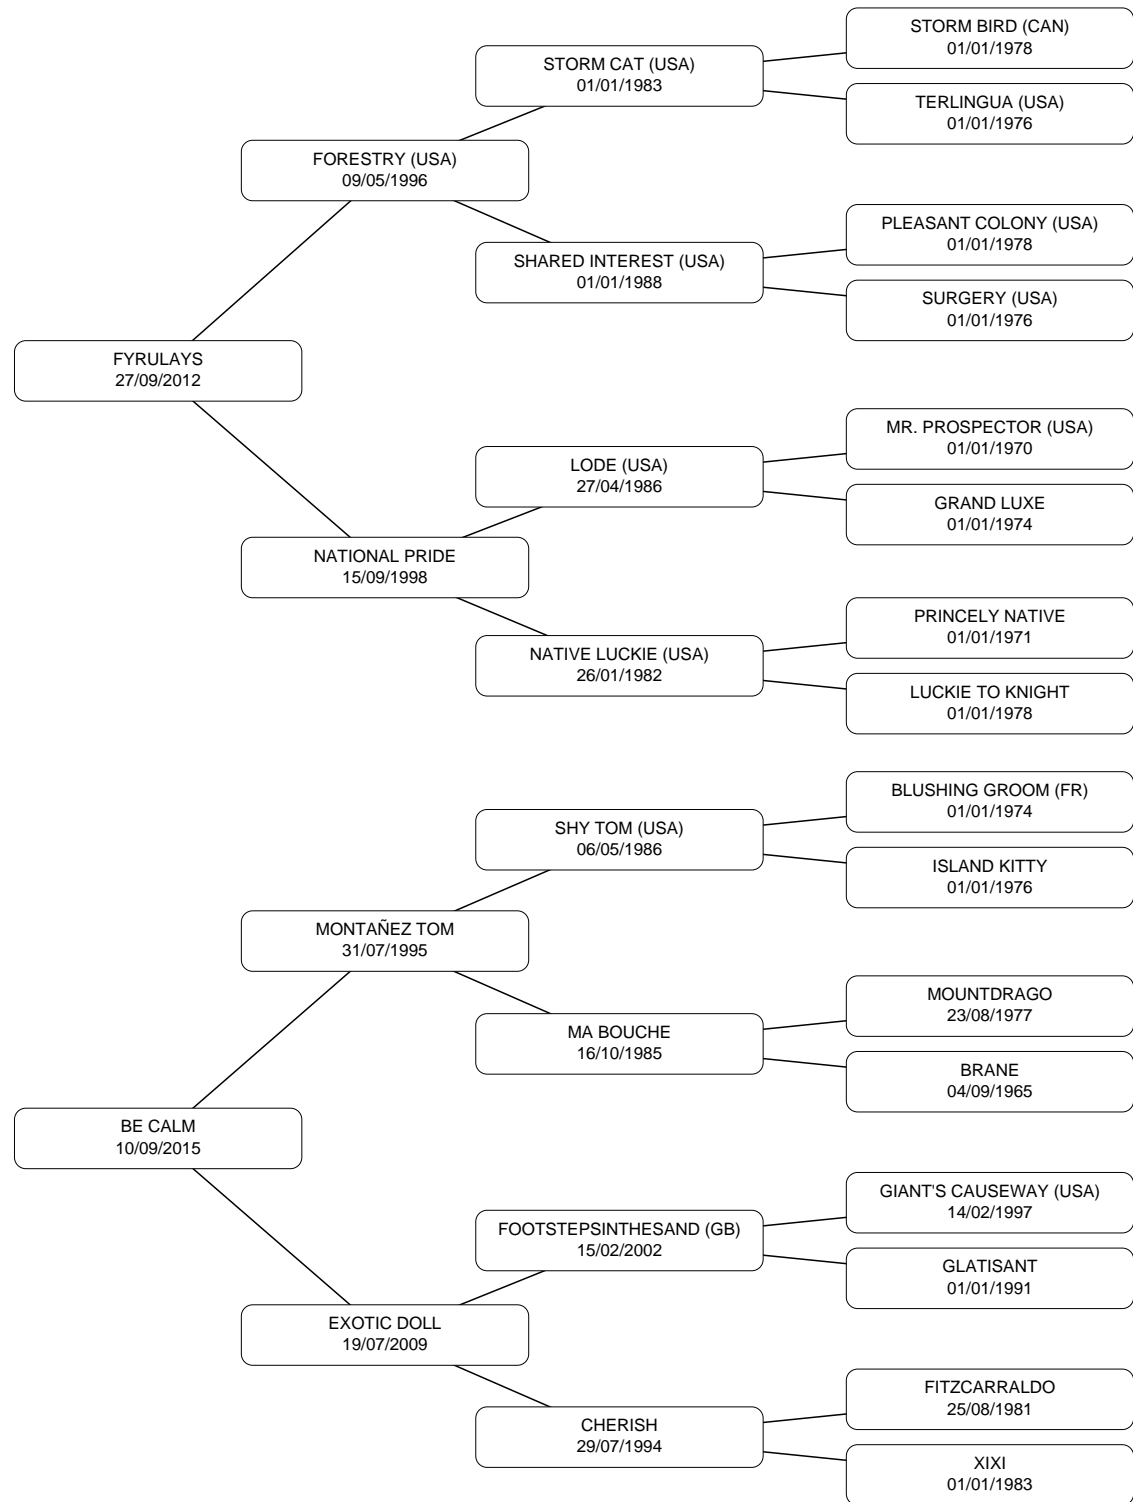 STORM BIRD (CAN)
01/01/1978
STORM CAT (USA)
01/01/1983
TERLINGUA (USA)
01/01/1976
FORESTRY (USA)
09/05/1996
PLEASANT COLONY (USA)
01/01/1978
SHARED INTEREST (USA)
01/01/1988
SURGERY (USA)
01/01/1976
FYRULAYS
27/09/2012
MR. PROSPECTOR (USA)
01/01/1970
LODE (USA)
27/04/1986
GRAND LUXE
01/01/1974
NATIONAL PRIDE
15/09/1998
PRINCELY NATIVE
01/01/1971
NATIVE LUCKIE (USA)
26/01/1982
LUCKIE TO KNIGHT
01/01/1978
BLUSHING GROOM (FR)
01/01/1974
SHY TOM (USA)
06/05/1986
ISLAND KITTY
01/01/1976
MONTAÑEZ TOM
31/07/1995
MOUNTDRAGO
23/08/1977
MA BOUCHE
16/10/1985
BRANE
04/09/1965
BE CALM
10/09/2015
GIANT'S CAUSEWAY (USA)
14/02/1997
FOOTSTEPSINTHESAND (GB)
15/02/2002
GLATISANT
01/01/1991
EXOTIC DOLL
19/07/2009
FITZCARRALDO
25/08/1981
CHERISH
29/07/1994
XIXI
01/01/1983